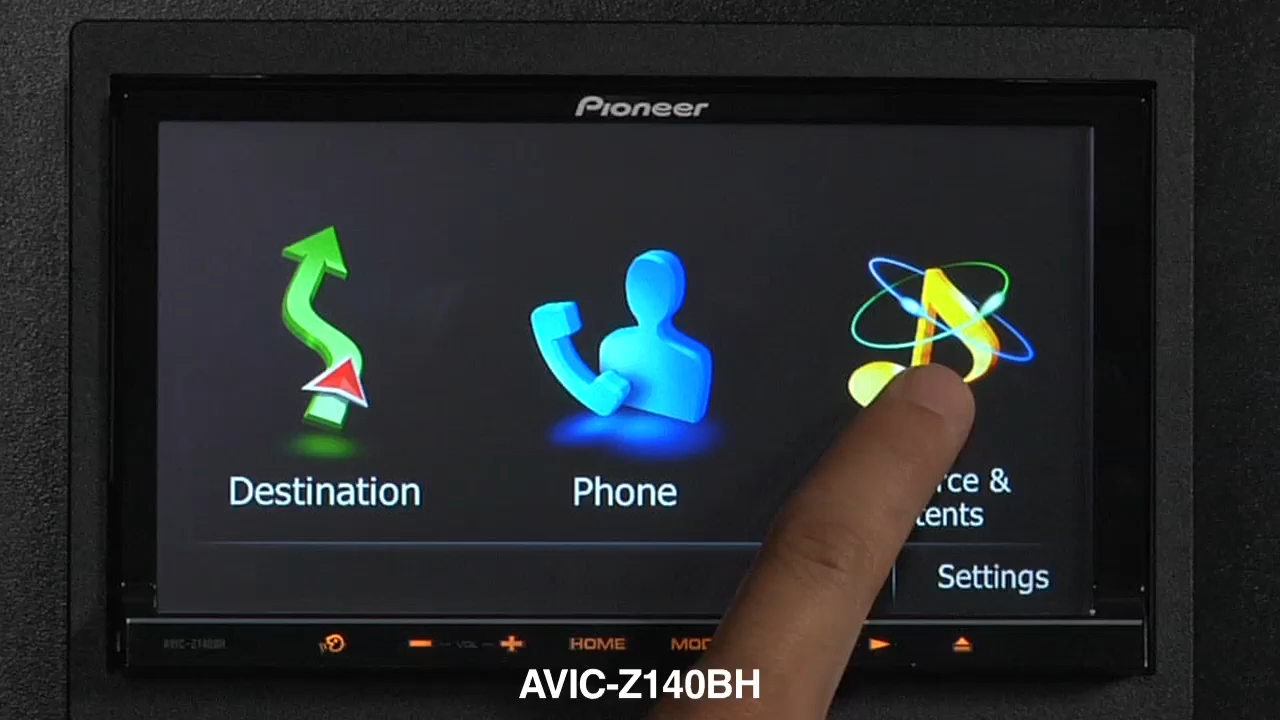 Pioneer
Destination
Phone
rce &
tents
Settings
AVIC-Z140BH
VOL
HOME
AVIC-Z140BH